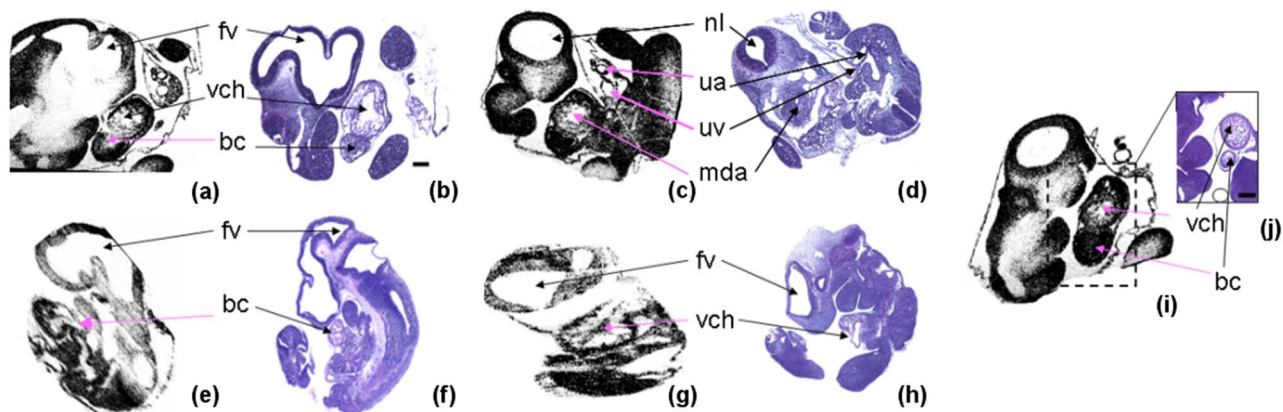 fv
vch
bc
(a)
(b)
nl
ua
uv
mda
(c)
(d)
fv
bc
(e)
(f)
fv
vch
(g)
(h)
vch
bc
(i)
(j)